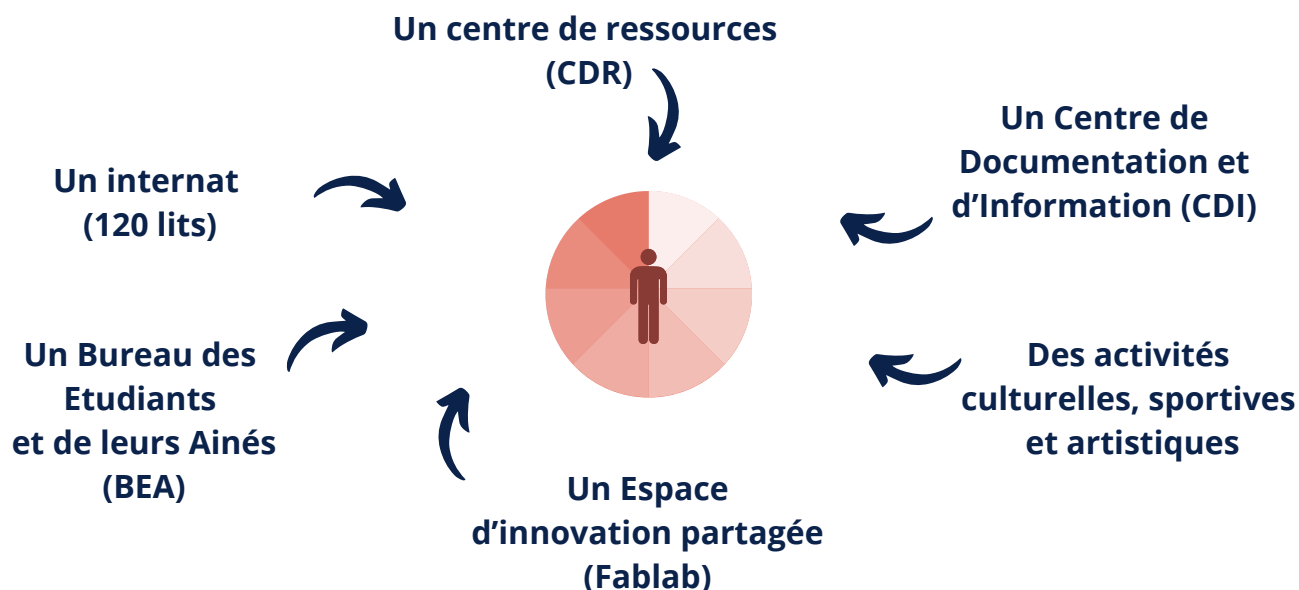 Un centre de ressources
(CDR)
Un Centre de
Documentation et
d'Information (CDI)
Un internat
(120 lits)
Des activités
culturelles, sportives
et artistiques
Un Bureau des
Etudiants
et de leurs Ainés
(BEA)
Un Espace
d'innovation partagée
(Fablab)